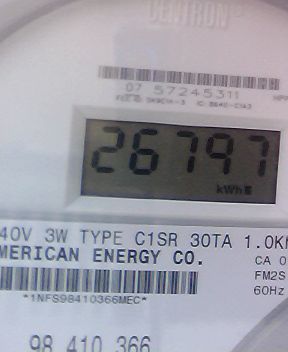 CENTRON®
07 57245311
26797
kWh
40V 3W TYPE C1SR 30TA 1.0K
MERICAN ENERGY CO.
CA 0
FM2S
60Hz
*1NFS98410366MEC*
98 410 366